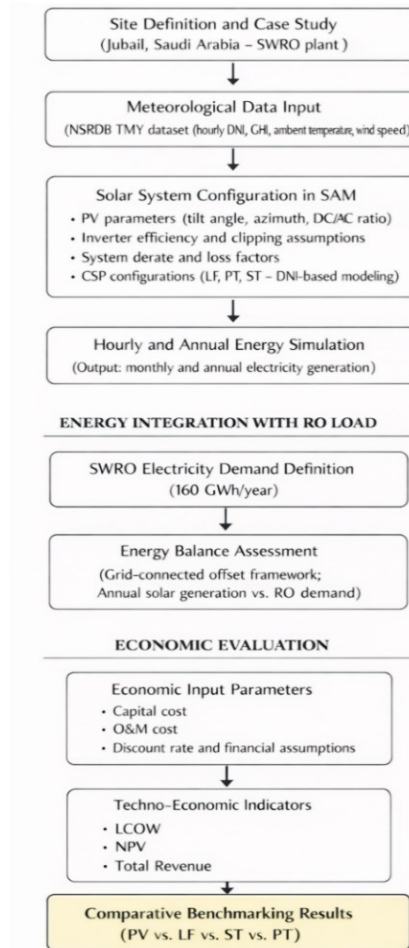 Site Definition and Case Study
(Jubail, Saudi Arabia – SWRO plant )
Meteorological Data Input
(NSRDB TMY dataset (hourly DNI, GHI, ambient temperature, wind speed)
Solar System Configuration in SAM
• PV parameters (tilt angle, azimuth, DC/AC ratio)
• Inverter efficiency and clipping assumptions
• System derate and loss factors
• CSP configurations (LF, PT, ST – DNI-based modeling)
Hourly and Annual Energy Simulation
(Output: monthly and annual electricity generation)
ENERGY INTEGRATION WITH RO LOAD
SWRO Electricity Demand Definition
(160 GWh/year)
Energy Balance Assessment
(Grid-connected offset framework;
Annual solar generation vs. RO demand)
ECONOMIC EVALUATION
Economic Input Parameters
• Capital cost
• O&M cost
• Discount rate and financial assumptions
Techno-Economic Indicators
• LCOW
• NPV
• Total Revenue
Comparative Benchmarking Results
(PV vs. LF vs. ST vs. PT)